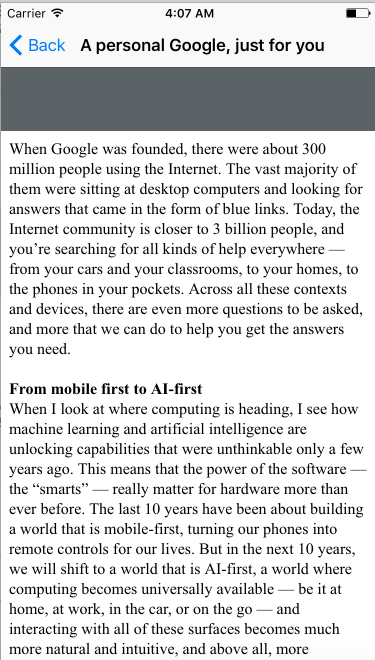 Carrier 4:07 AM
Back A personal Google, just for you
When Google was founded, there were about 300
million people using the Internet. The vast majority of
them were sitting at desktop computers and looking for
answers that came in the form of blue links. Today, the
Internet community is closer to 3 billion people, and
you’re searching for all kinds of help everywhere —
from your cars and your classrooms, to your homes, to
the phones in your pockets. Across all these contexts
and devices, there are even more questions to be asked,
and more that we can do to help you get the answers
you need.
From mobile first to AI-first
When I look at where computing is heading, I see how
machine learning and artificial intelligence are
unlocking capabilities that were unthinkable only a few
years ago. This means that the power of the software —
the “smarts” — really matter for hardware more than
ever before. The last 10 years have been about building
a world that is mobile-first, turning our phones into
remote controls for our lives. But in the next 10 years,
we will shift to a world that is AI-first, a world where
computing becomes universally available — be it at
home, at work, in the car, or on the go — and
interacting with all of these surfaces becomes much
more natural and intuitive, and above all, more